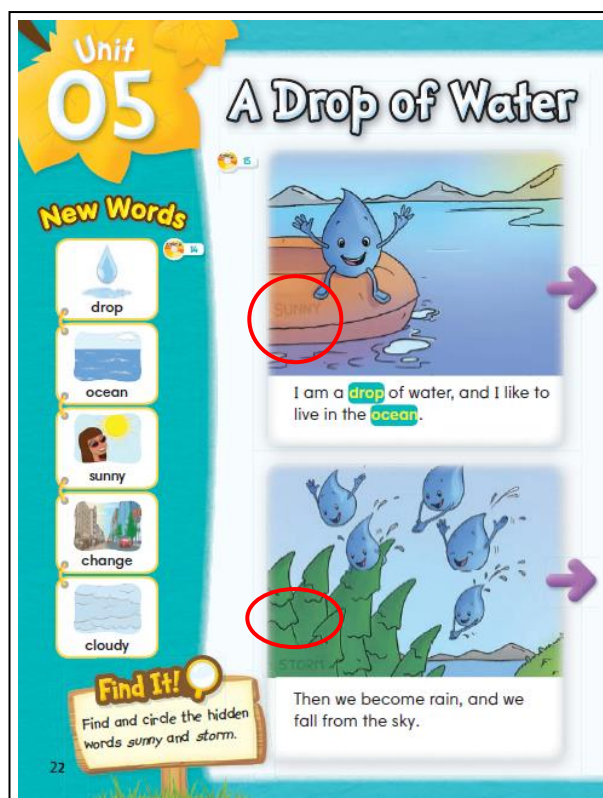 Unit
05
A Drop of Water
15
New Words
14
drop
ocean
sunny
change
cloudy
SUNNY
I am a drop of water, and I like to
live in the ocean.
STORM
Then we become rain, and we
fall from the sky.
Find It!
Find and circle the hidden
words sunny and storm.
22